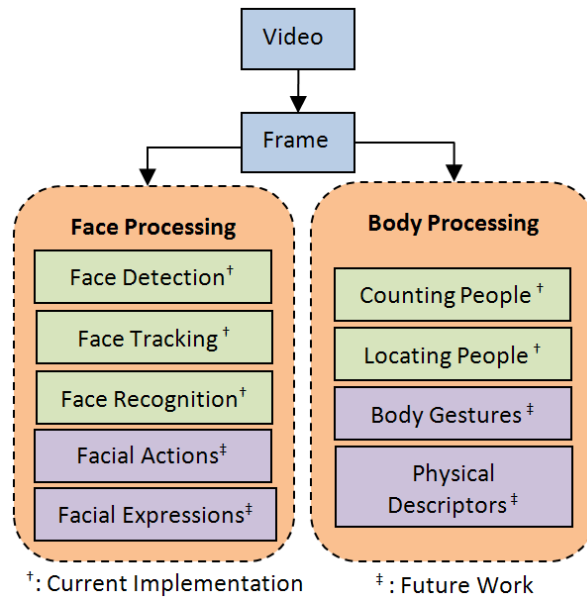 Video
Frame
Face Processing
Face Detection†
Face Tracking †
Face Recognition†
Facial Actions‡
Facial Expressions‡
Body Processing
Counting People †
Locating People †
Body Gestures ‡
Physical
Descriptors ‡
†: Current Implementation
‡ : Future Work